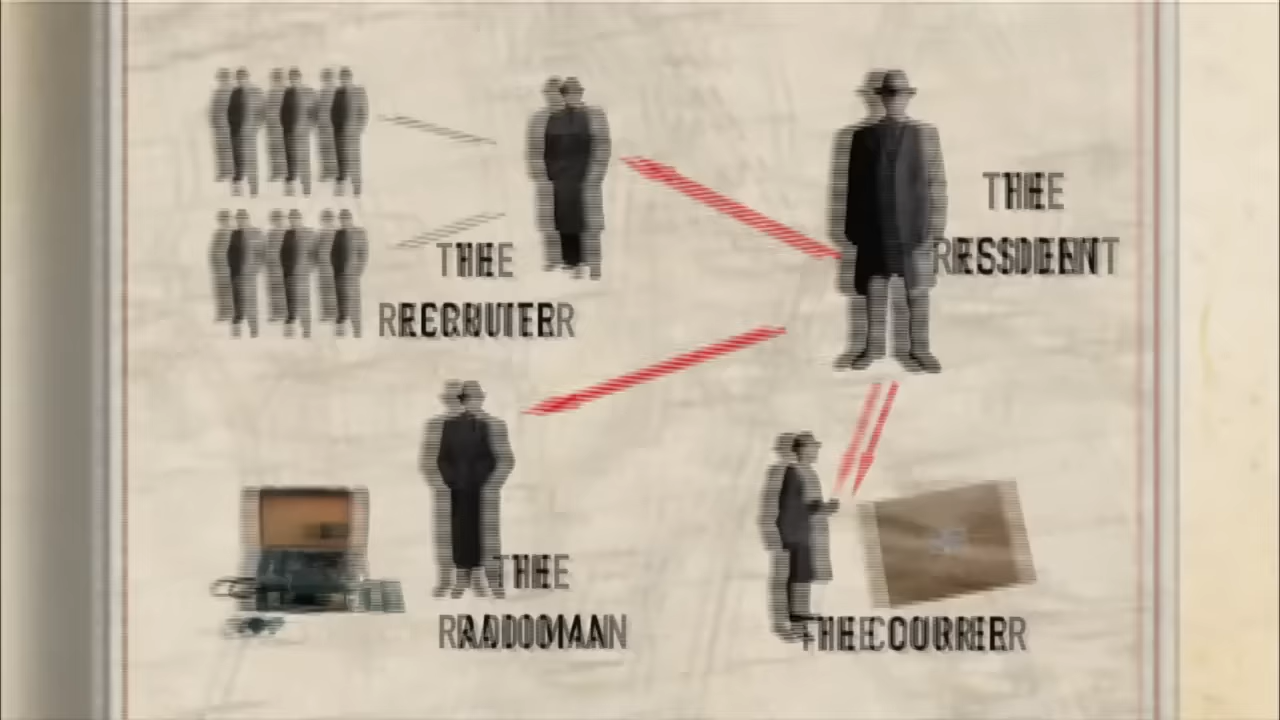 THE
RESIDENT
THE
RECRUITER
THE
RADIOMAN
THE COURIER